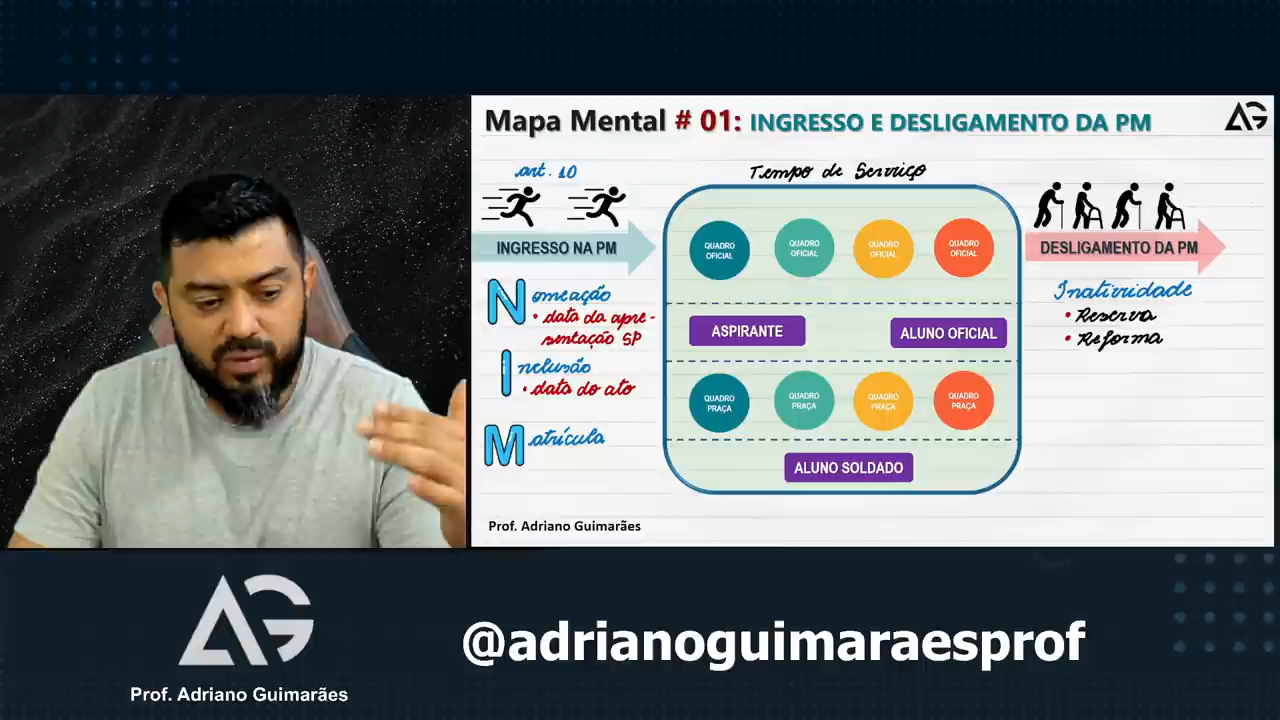 Mapa Mental # 01: INGRESSO E DESLIGAMENTO DA PM
AG
art. 10
INGRESSO NA PM
Nomeação
• data da apre-
sentação SP
Inclusão
• data do ato
Matrícula
Tempo de Serviço
QUADRO
OFICIAL
QUADRO
OFICIAL
QUADRO
OFICIAL
QUADRO
OFICIAL
ASPIRANTE
ALUNO OFICIAL
QUADRO
PRAÇA
QUADRO
PRAÇA
QUADRO
PRAÇA
QUADRO
PRAÇA
ALUNO SOLDADO
DESLIGAMENTO DA PM
Inatividade
• Reserva
• Reforma
Prof. Adriano Guimarães
AG
Prof. Adriano Guimarães
@adrianoguimaraesprof